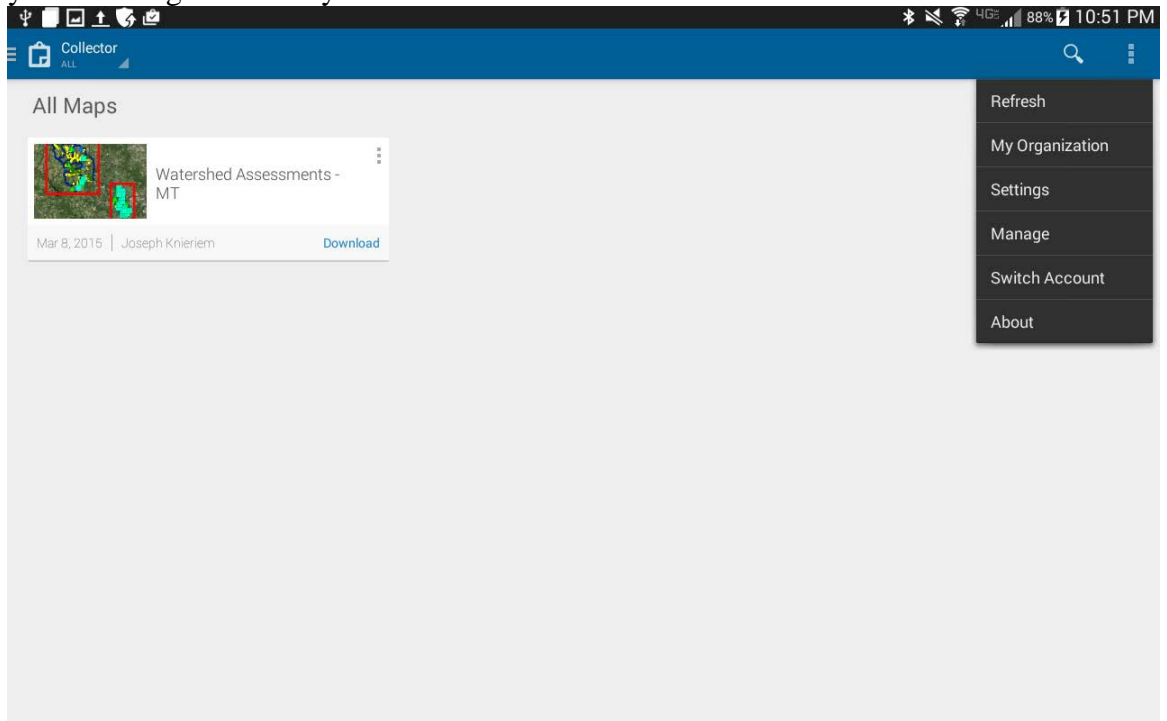 4G
88%
10:51 PM
Collector
ALL
All Maps
Watershed Assessments -
MT
Mar 8, 2015
Joseph Knieriem
Download
Refresh
My Organization
Settings
Manage
Switch Account
About